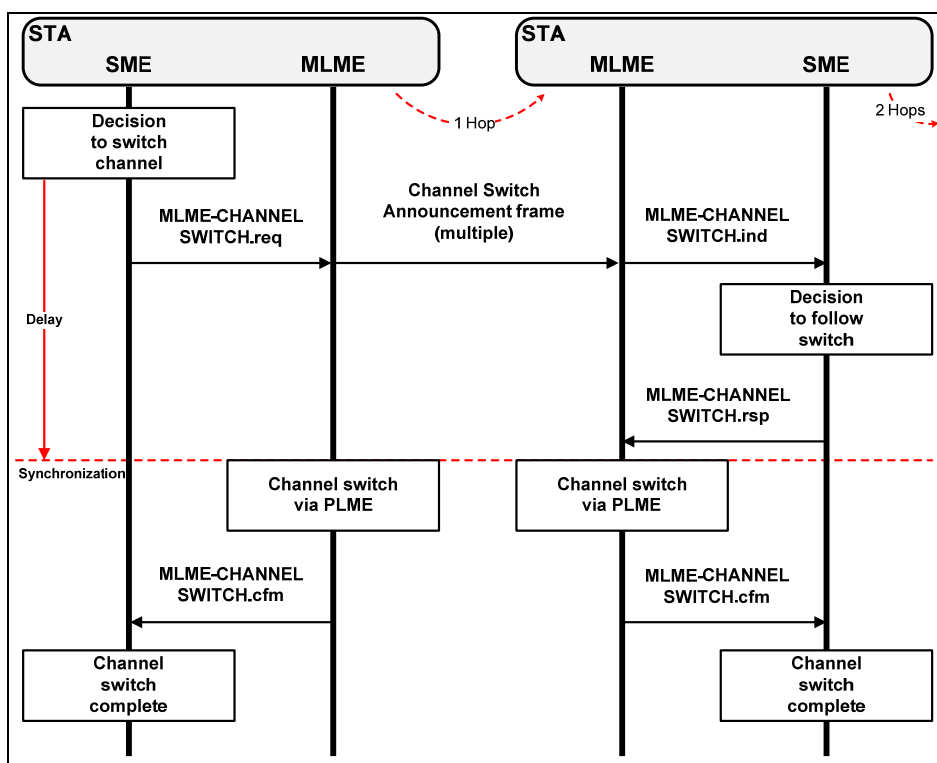 STA
SME
MLME
STA
MLME
SME
1 Hop
2 Hops
Decision
to switch
channel
Channel Switch
Announcement frame
(multiple)
MLME-CHANNEL
SWITCH.req
MLME-CHANNEL
SWITCH.ind
Delay
Decision
to follow
switch
MLME-CHANNEL
SWITCH.rsp
Synchronization
Channel switch
via PLME
Channel switch
via PLME
MLME-CHANNEL
SWITCH.cfm
MLME-CHANNEL
SWITCH.cfm
Channel
switch
complete
Channel
switch
complete